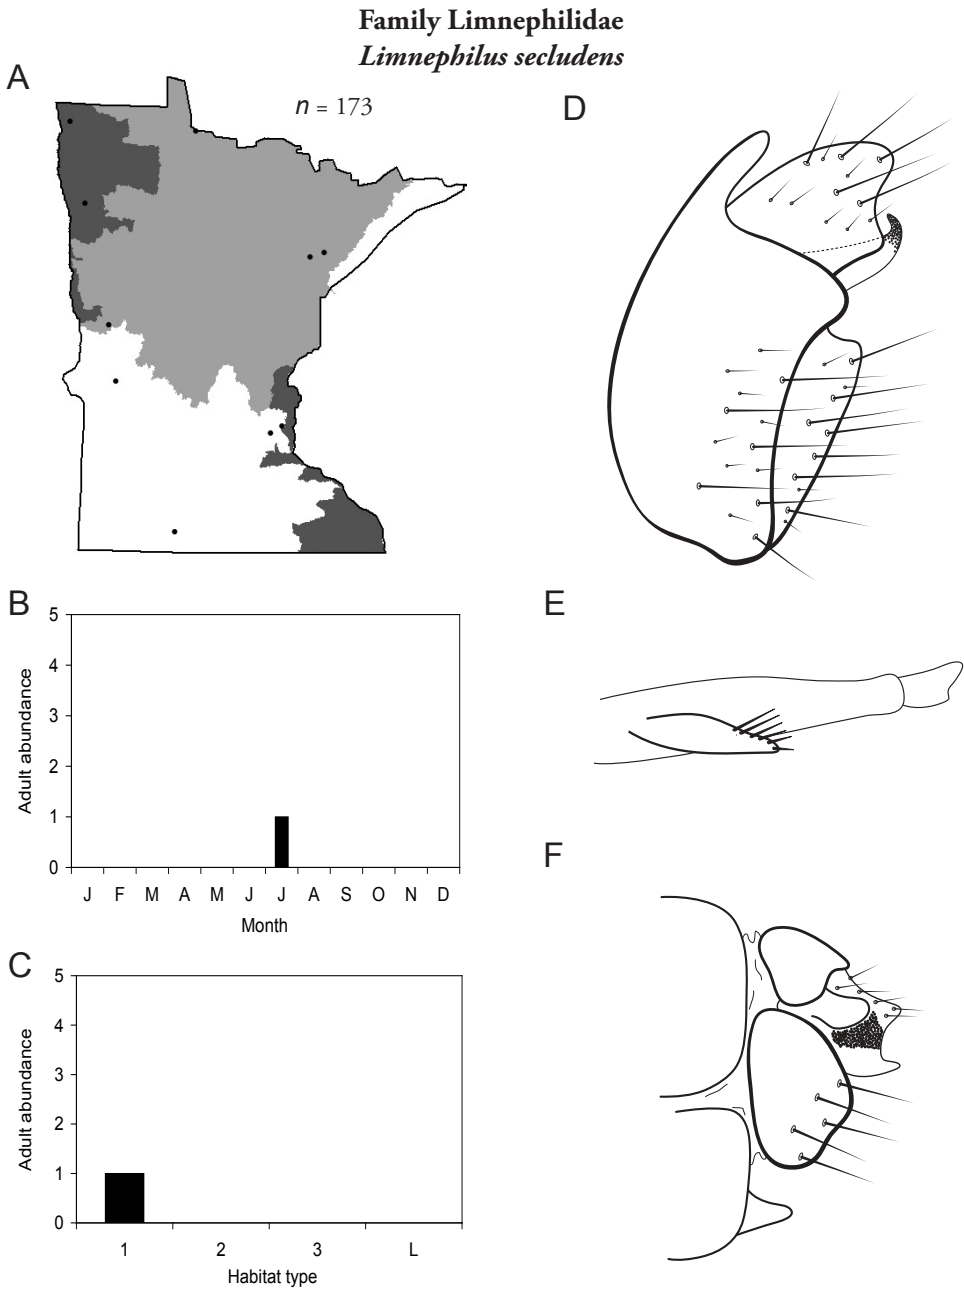 Family Limnephilidae
Limnephilus secludens
A
n = 173
D
B
5
4
3
2
1
0
Adult abundance
J F M A M J J A S O N D
Month
E
C
5
4
3
2
1
0
Adult abundance
1 2 3 L
Habitat type
F